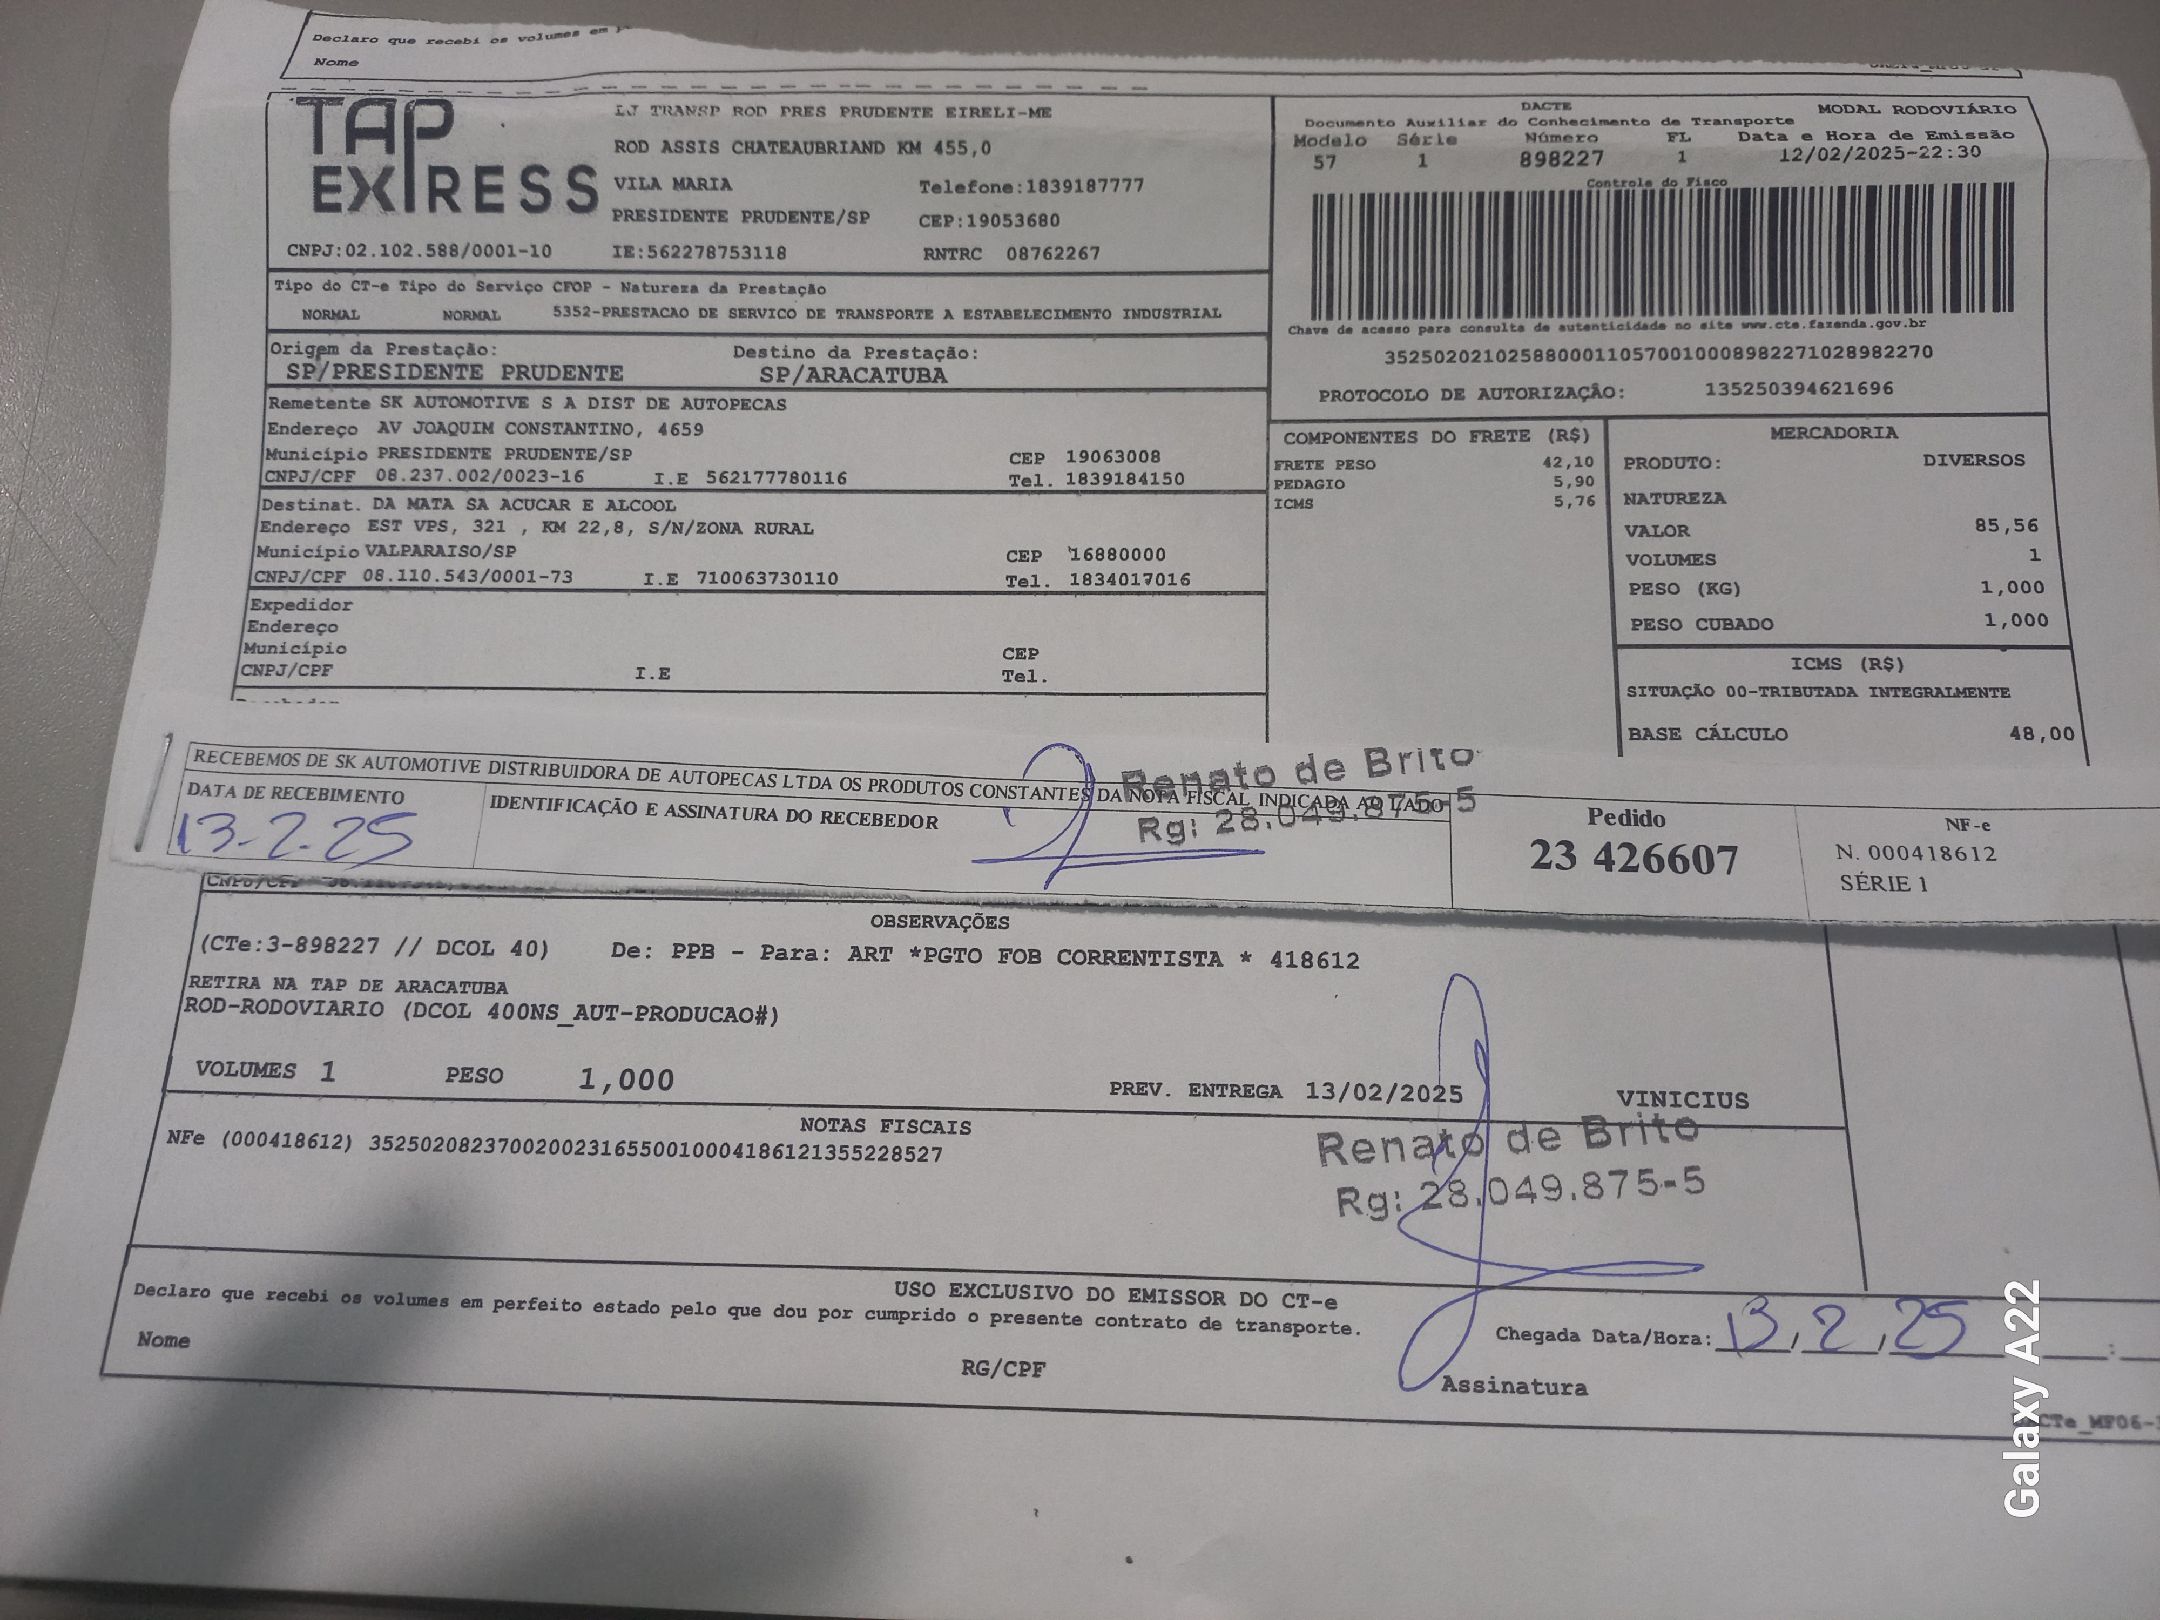 Declaro que recebi os volumes em
Nome
TAP EXPRESS
LJ TRANSP ROD PRES PRUDENTE EIRELI-ME
ROD ASSIS CHATEAUBRIAND KM 455,0
VILA MARIA Telefone:1839187777
PRESIDENTE PRUDENTE/SP CEP:19053680
CNPJ:02.102.588/0001-10 IE:562278753118 RNTRC 08762267
DACTE MODAL RODOVIÁRIO
Documento Auxiliar do Conhecimento de Transporte
Modelo Série Número FL Data e Hora de Emissão
57 1 898227 1 12/02/2025-22:30
Controle do Fisco
Chave de acesso para consulta de autenticidade no site www.cte.fazenda.gov.br
35250202102588000110570010008982271028982270
PROTOCOLO DE AUTORIZAÇÃO: 135250394621696
Tipo do CT-e Tipo do Serviço CFOP - Natureza da Prestação
NORMAL NORMAL 5352-PRESTACAO DE SERVICO DE TRANSPORTE A ESTABELECIMENTO INDUSTRIAL
Origem da Prestação: Destino da Prestação:
SP/PRESIDENTE PRUDENTE SP/ARACATUBA
Remetente SK AUTOMOTIVE S A DIST DE AUTOPECAS
Endereço AV JOAQUIM CONSTANTINO, 4659
Município PRESIDENTE PRUDENTE/SP CEP 19063008
CNPJ/CPF 08.237.002/0023-16 I.E 562177780116 Tel. 1839184150
Destinat. DA MATA SA ACUCAR E ALCOOL
Endereço EST VPS, 321 , KM 22,8, S/N/ZONA RURAL
Município VALPARAISO/SP CEP 16880000
CNPJ/CPF 08.110.543/0001-73 I.E 710063730110 Tel. 1834017016
Expedidor
Endereço
Município CEP
CNPJ/CPF I.E Tel.
COMPONENTES DO FRETE (R$)
FRETE PESO 42,10
PEDAGIO 5,90
ICMS 5,76
MERCADORIA
PRODUTO: DIVERSOS
NATUREZA
VALOR 85,56
VOLUMES 1
PESO (KG) 1,000
PESO CUBADO 1,000
ICMS (R$)
SITUAÇÃO 00-TRIBUTADA INTEGRALMENTE
BASE CÁLCULO 48,00
RECEBEMOS DE SK AUTOMOTIVE DISTRIBUIDORA DE AUTOPECAS LTDA OS PRODUTOS CONSTANTES DA NOTA FISCAL INDICADA AO LADO
DATA DE RECEBIMENTO IDENTIFICAÇÃO E ASSINATURA DO RECEBEDOR
13-2-25
Renato de Brito
Rg: 28.049.875-5
Pedido
23 426607
NF-e
N. 000418612
SÉRIE 1
OBSERVAÇÕES
(CTe:3-898227 // DCOL 40) De: PPB - Para: ART *PGTO FOB CORRENTISTA * 418612
RETIRA NA TAP DE ARACATUBA
ROD-RODOVIARIO (DCOL 400NS_AUT-PRODUCAO#)
VOLUMES 1 PESO 1,000 PREV. ENTREGA 13/02/2025 VINICIUS
NOTAS FISCAIS
NFe (000418612) 35250208237002002316550010004186121355228527
Renato de Brito
Rg: 28.049.875-5
USO EXCLUSIVO DO EMISSOR DO CT-e
Declaro que recebi os volumes em perfeito estado pelo que dou por cumprido o presente contrato de transporte.
Nome RG/CPF
Chegada Data/Hora: 13, 2, 25
Assinatura
Galaxy A22